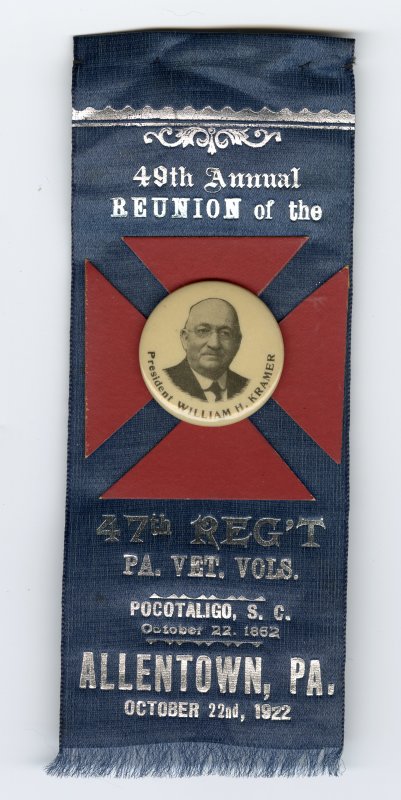 49th Annual
REUNION of the
President WILLIAM H. KRAMER
47th REG'T
PA. VET. VOLS.
POCOTALIGO, S. C.
October 22. 1862
ALLENTOWN, PA.
OCTOBER 22nd, 1922